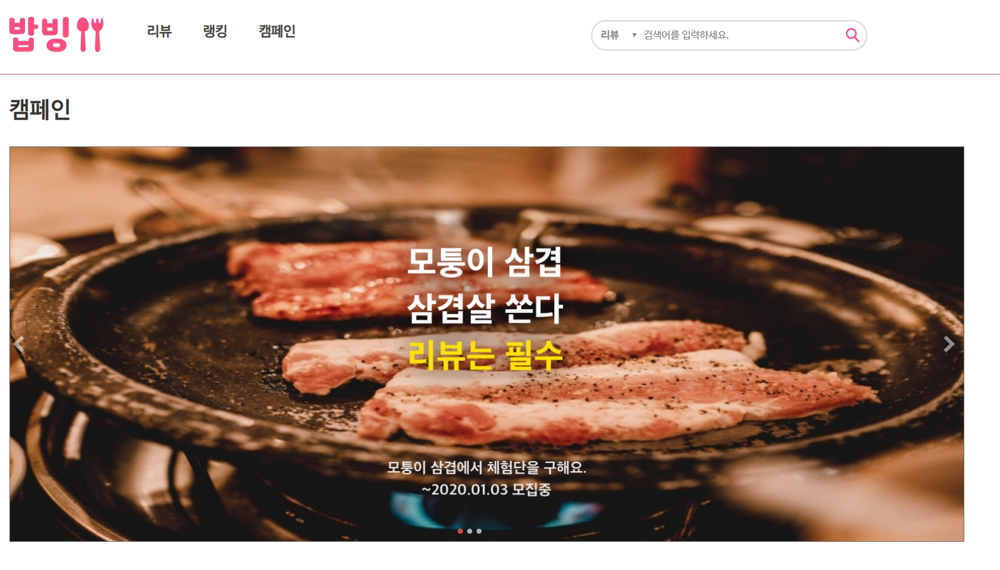 밥빙
리뷰 랭킹 캠페인
리뷰 ▼ 검색어를 입력하세요.
캠페인
모퉁이 삼겹
삼겹살 쏜다
리뷰는 필수
모퉁이 삼겹에서 체험단을 구해요.
~2020.01.03 모집중